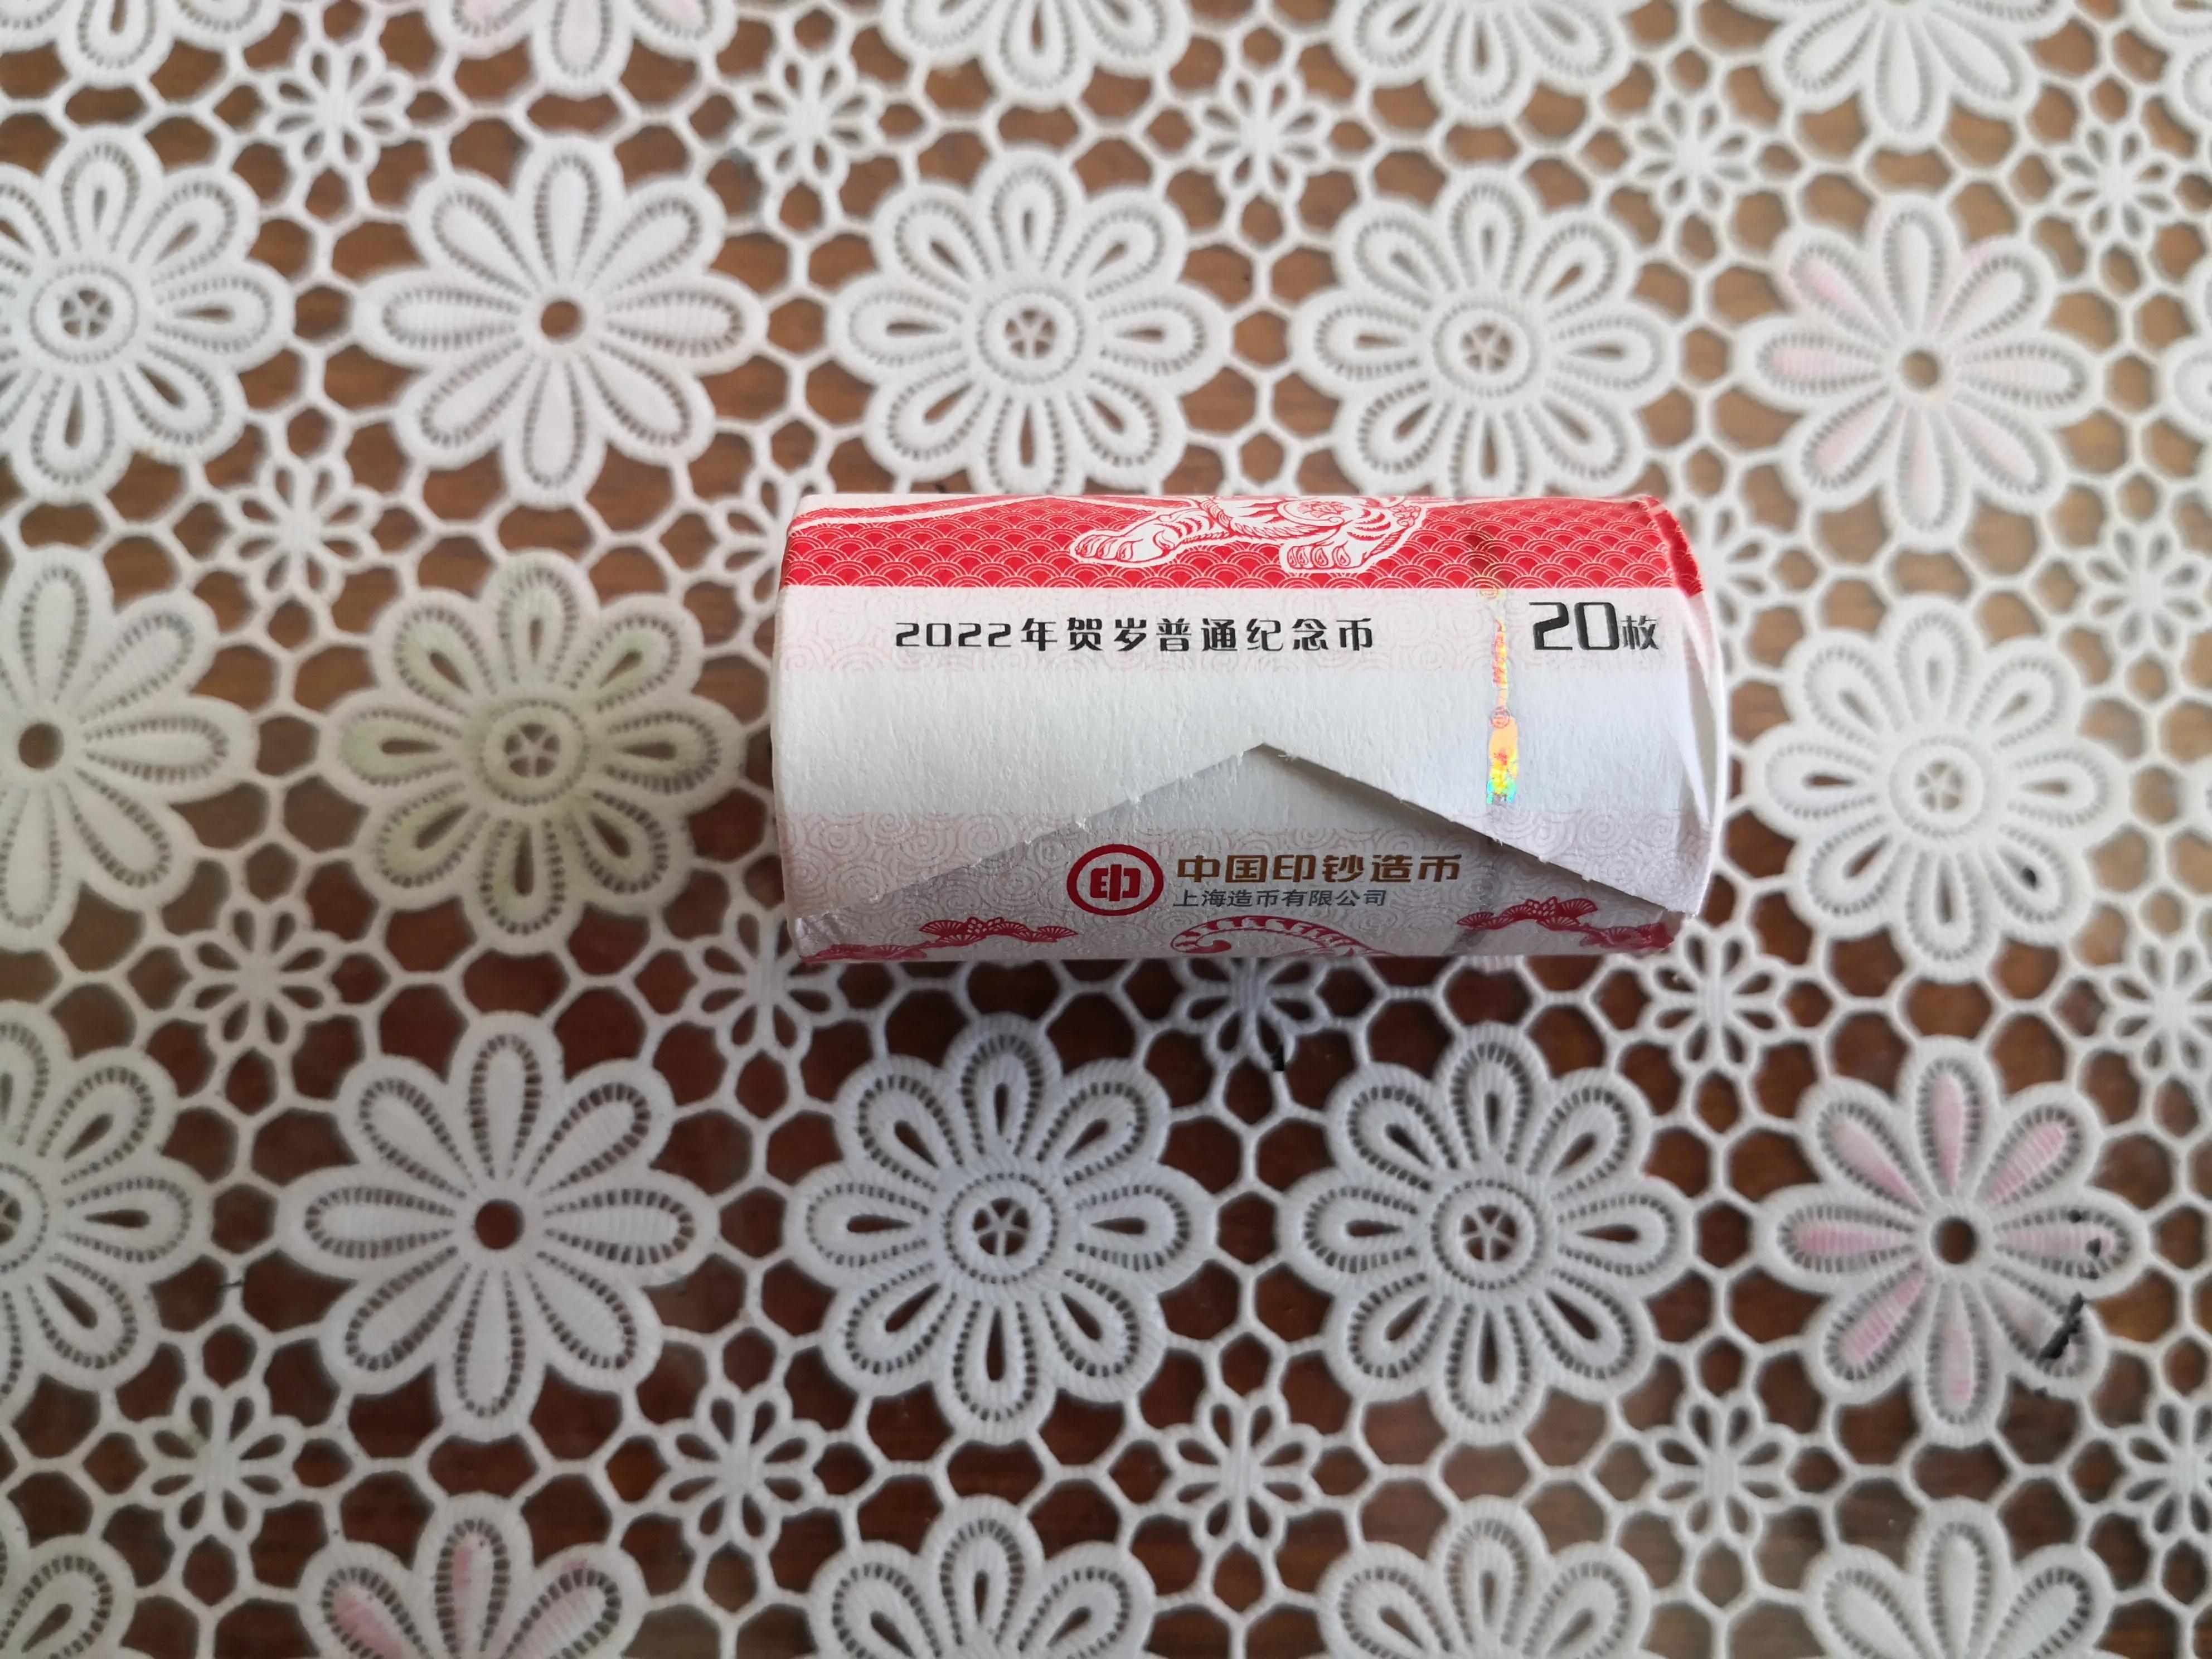 2022年贺岁普通纪念币
20枚
印
中国印钞造币
上海造币有限公司